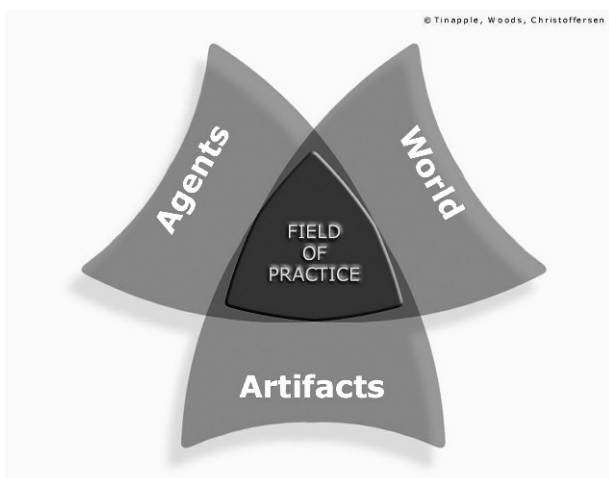 © Tinapple, Woods, Christoffersen
Agents
World
FIELD
OF
PRACTICE
Artifacts